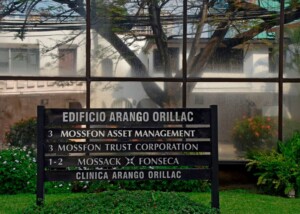 EDIFICIO ARANGO ORILLAC
3 MOSSFON ASSET MANAGEMENT
3 MOSSFON TRUST CORPORATION
1-2 MOSSACK FONSECA
CLINICA ARANGO ORILLAC